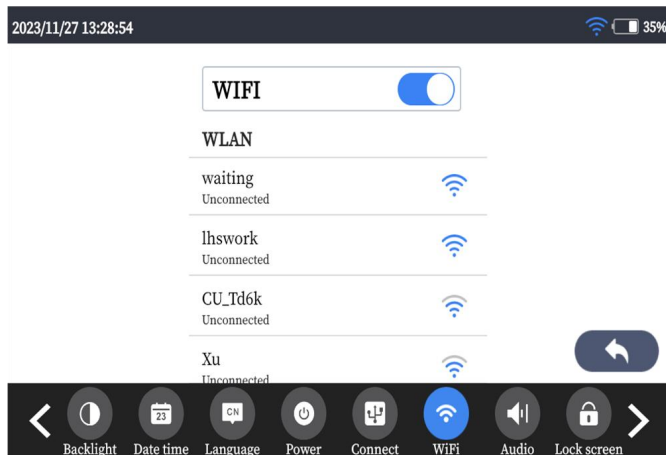 2023/11/27 13:28:54 35%
WIFI
WLAN
waiting
Unconnected
lhswork
Unconnected
CU_Td6k
Unconnected
Xu
Unconnected
23 CN
Backlight Date time Language Power Connect WiFi Audio Lock screen